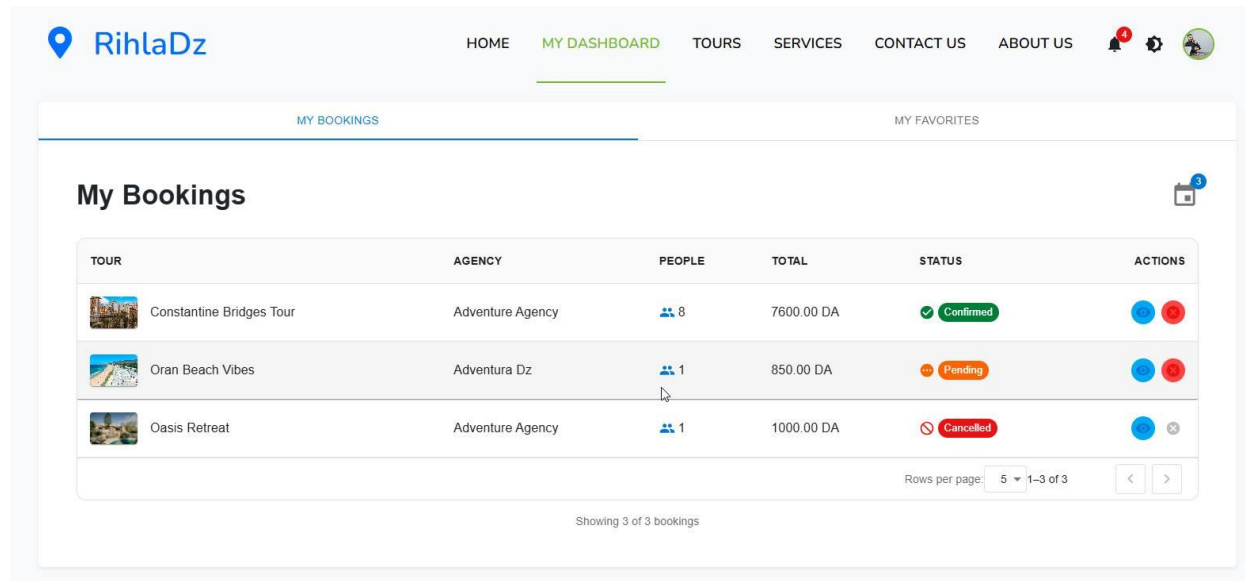 RihlaDz
HOME MY DASHBOARD TOURS SERVICES CONTACT US ABOUT US 4
MY BOOKINGS MY FAVORITES
My Bookings 3
TOUR AGENCY PEOPLE TOTAL STATUS ACTIONS
Constantine Bridges Tour Adventure Agency 8 7600.00 DA Confirmed
Oran Beach Vibes Adventura Dz 1 850.00 DA Pending
Oasis Retreat Adventure Agency 1 1000.00 DA Cancelled
Rows per page: 5 1–3 of 3
Showing 3 of 3 bookings